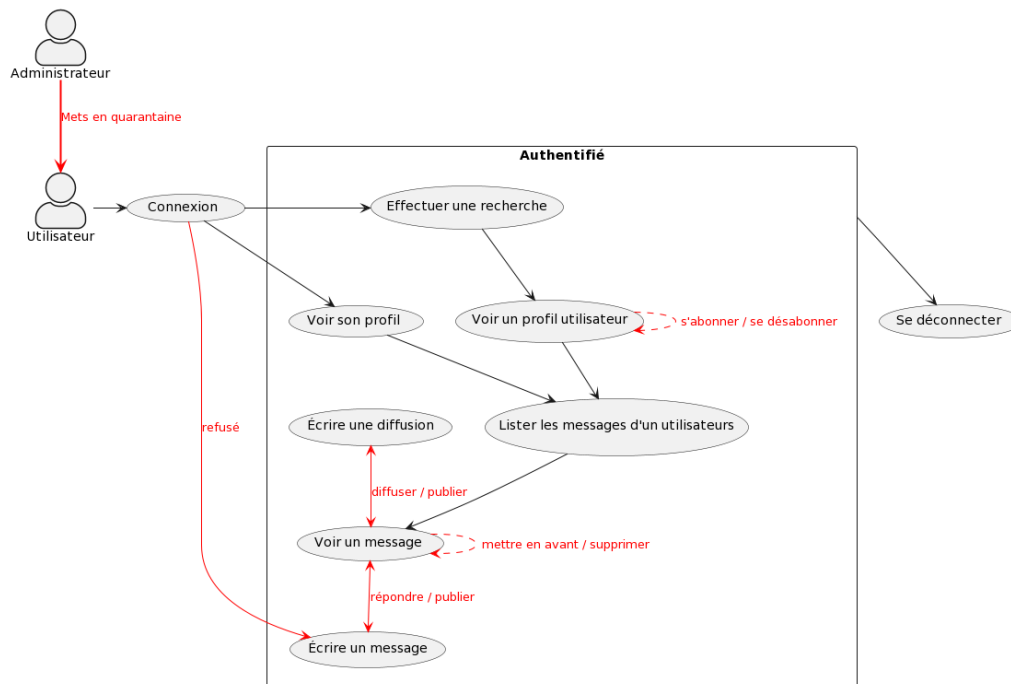 Administrateur
Mets en quarantaine
Authentifié
Utilisateur
Connexion
Effectuer une recherche
Voir son profil
Voir un profil utilisateur
s'abonner / se désabonner
Se déconnecter
Écrire une diffusion
Lister les messages d'un utilisateurs
refusé
diffuser / publier
Voir un message
mettre en avant / supprimer
répondre / publier
Écrire un message